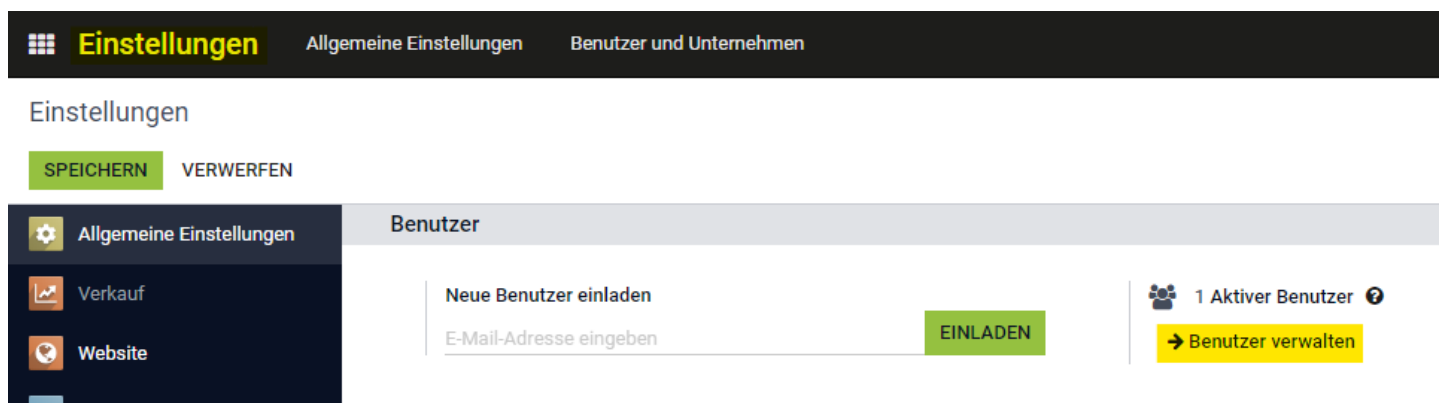 Einstellungen Allgemeine Einstellungen Benutzer und Unternehmen
Einstellungen
SPEICHERN VERWERFEN
Allgemeine Einstellungen
Benutzer
Verkauf
Neue Benutzer einladen
1 Aktiver Benutzer
E-Mail-Adresse eingeben
EINLADEN
Benutzer verwalten
Website